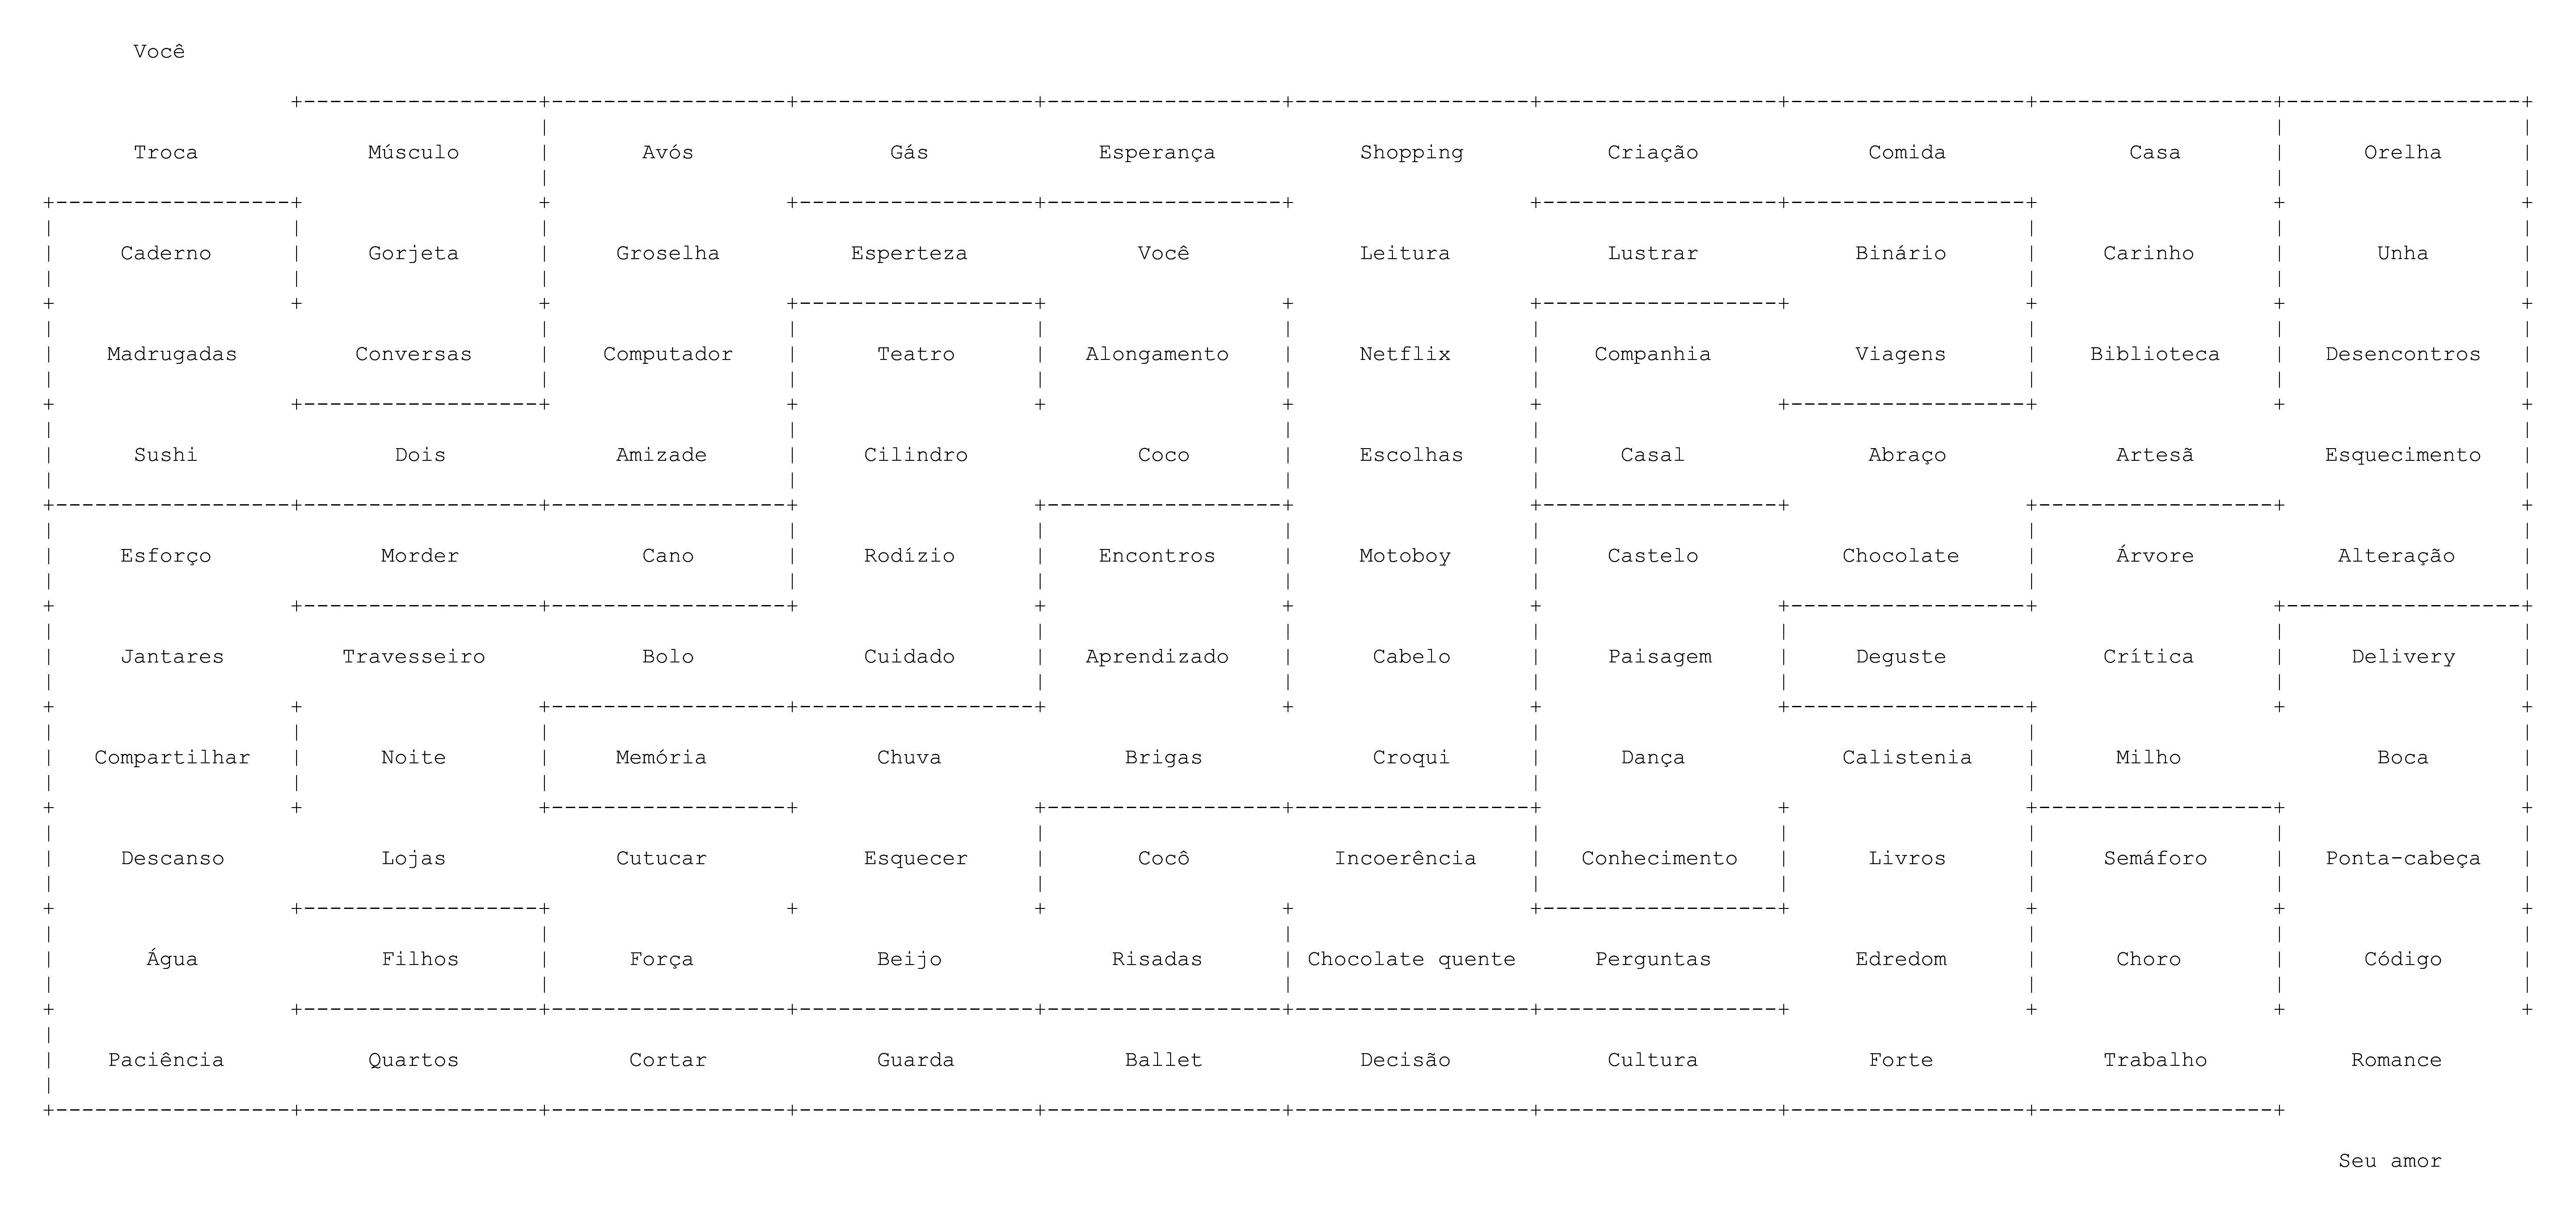 Você
Troca Músculo Avós Gás Esperança Shopping Criação Comida Casa Orelha
Caderno Gorjeta Groselha Esperteza Você Leitura Lustrar Binário Carinho Unha
Madrugadas Conversas Computador Teatro Alongamento Netflix Companhia Viagens Biblioteca Desencontros
Sushi Dois Amizade Cilindro Coco Escolhas Casal Abraço Artesã Esquecimento
Esforço Morder Cano Rodízio Encontros Motoboy Castelo Chocolate Árvore Alteração
Jantares Travesseiro Bolo Cuidado Aprendizado Cabelo Paisagem Deguste Crítica Delivery
Compartilhar Noite Memória Chuva Brigas Croqui Dança Calistenia Milho Boca
Descanso Lojas Cutucar Esquecer Cocô Incoerência Conhecimento Livros Semáforo Ponta-cabeça
Água Filhos Força Beijo Risadas Chocolate quente Perguntas Edredom Choro Código
Paciência Quartos Cortar Guarda Ballet Decisão Cultura Forte Trabalho Romance
Seu amor